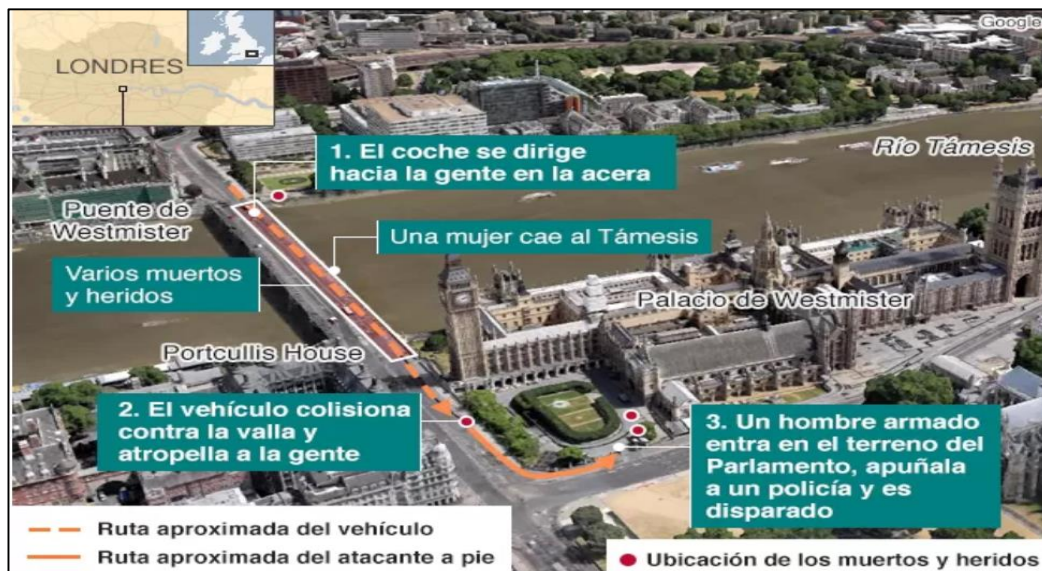 Google
LONDRES
1. El coche se dirige
hacia la gente en la acera
Río Támesis
Puente de
Westmister
Una mujer cae al Támesis
Varios muertos
y heridos
Palacio de Westmister
Portcullis House
2. El vehículo colisiona
contra la valla y
atropella a la gente
3. Un hombre armado
entra en el terreno del
Parlamento, apuñala
a un policía y es
disparado
Ruta aproximada del vehículo
Ruta aproximada del atacante a pie
Ubicación de los muertos y heridos